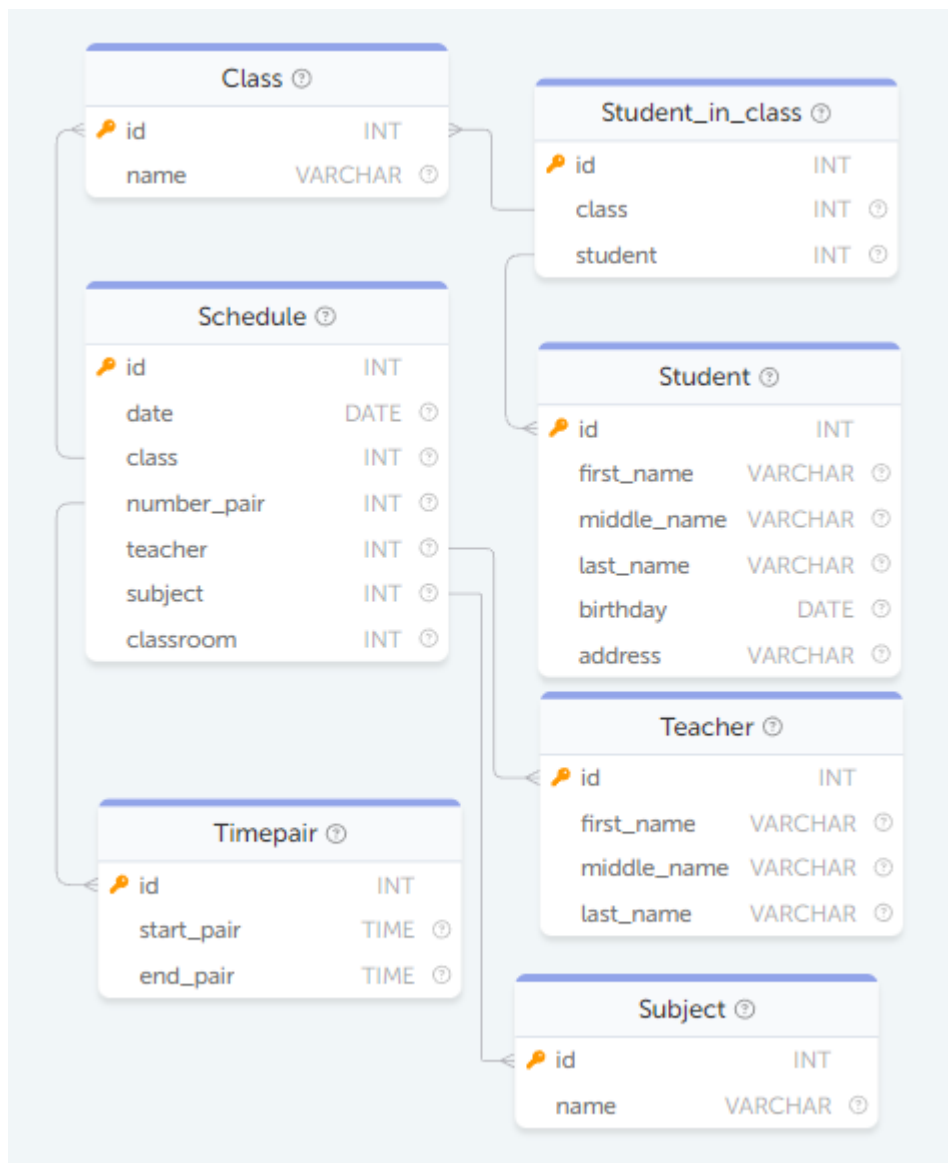 Class
id INT
name VARCHAR
Student_in_class
id INT
class INT
student INT
Schedule
id INT
date DATE
class INT
number_pair INT
teacher INT
subject INT
classroom INT
Student
id INT
first_name VARCHAR
middle_name VARCHAR
last_name VARCHAR
birthday DATE
address VARCHAR
Teacher
id INT
first_name VARCHAR
middle_name VARCHAR
last_name VARCHAR
Timepair
id INT
start_pair TIME
end_pair TIME
Subject
id INT
name VARCHAR